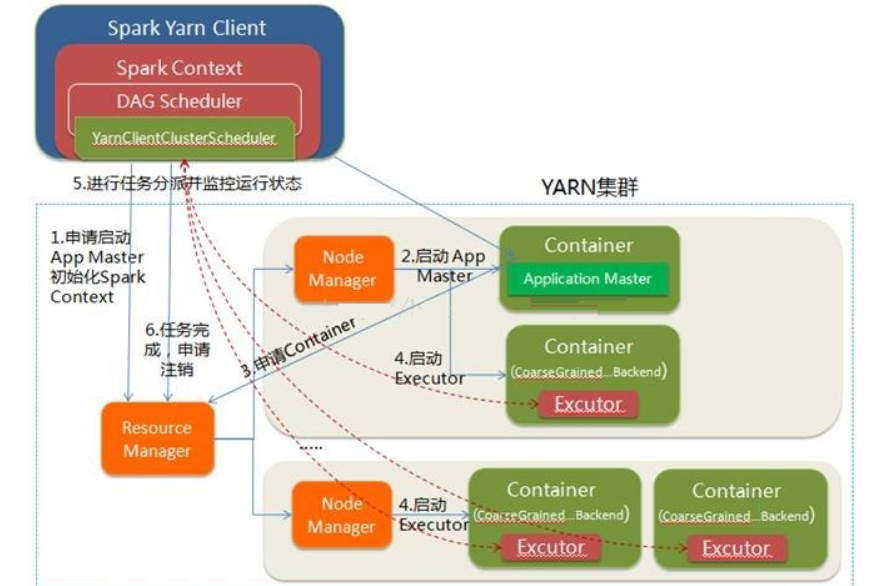 Spark Yarn Client
Spark Context
DAG Scheduler
YarnClientClusterScheduler
5.进行任务分派并监控运行状态
YARN集群
1.申请启动
App Master
初始化Spark
Context
6.任务完
成，申请
注销
3.申请Container
Resource
Manager
Node
Manager
2.启动 App
Master
Container
Application Master
4.启动
Executor
Container
(CoarseGrained...Backend)
Excutor
......
Node
Manager
4.启动
Executor
Container
(CoarseGrained...Backend)
Excutor
Container
(CoarseGrained...Backend)
Excutor